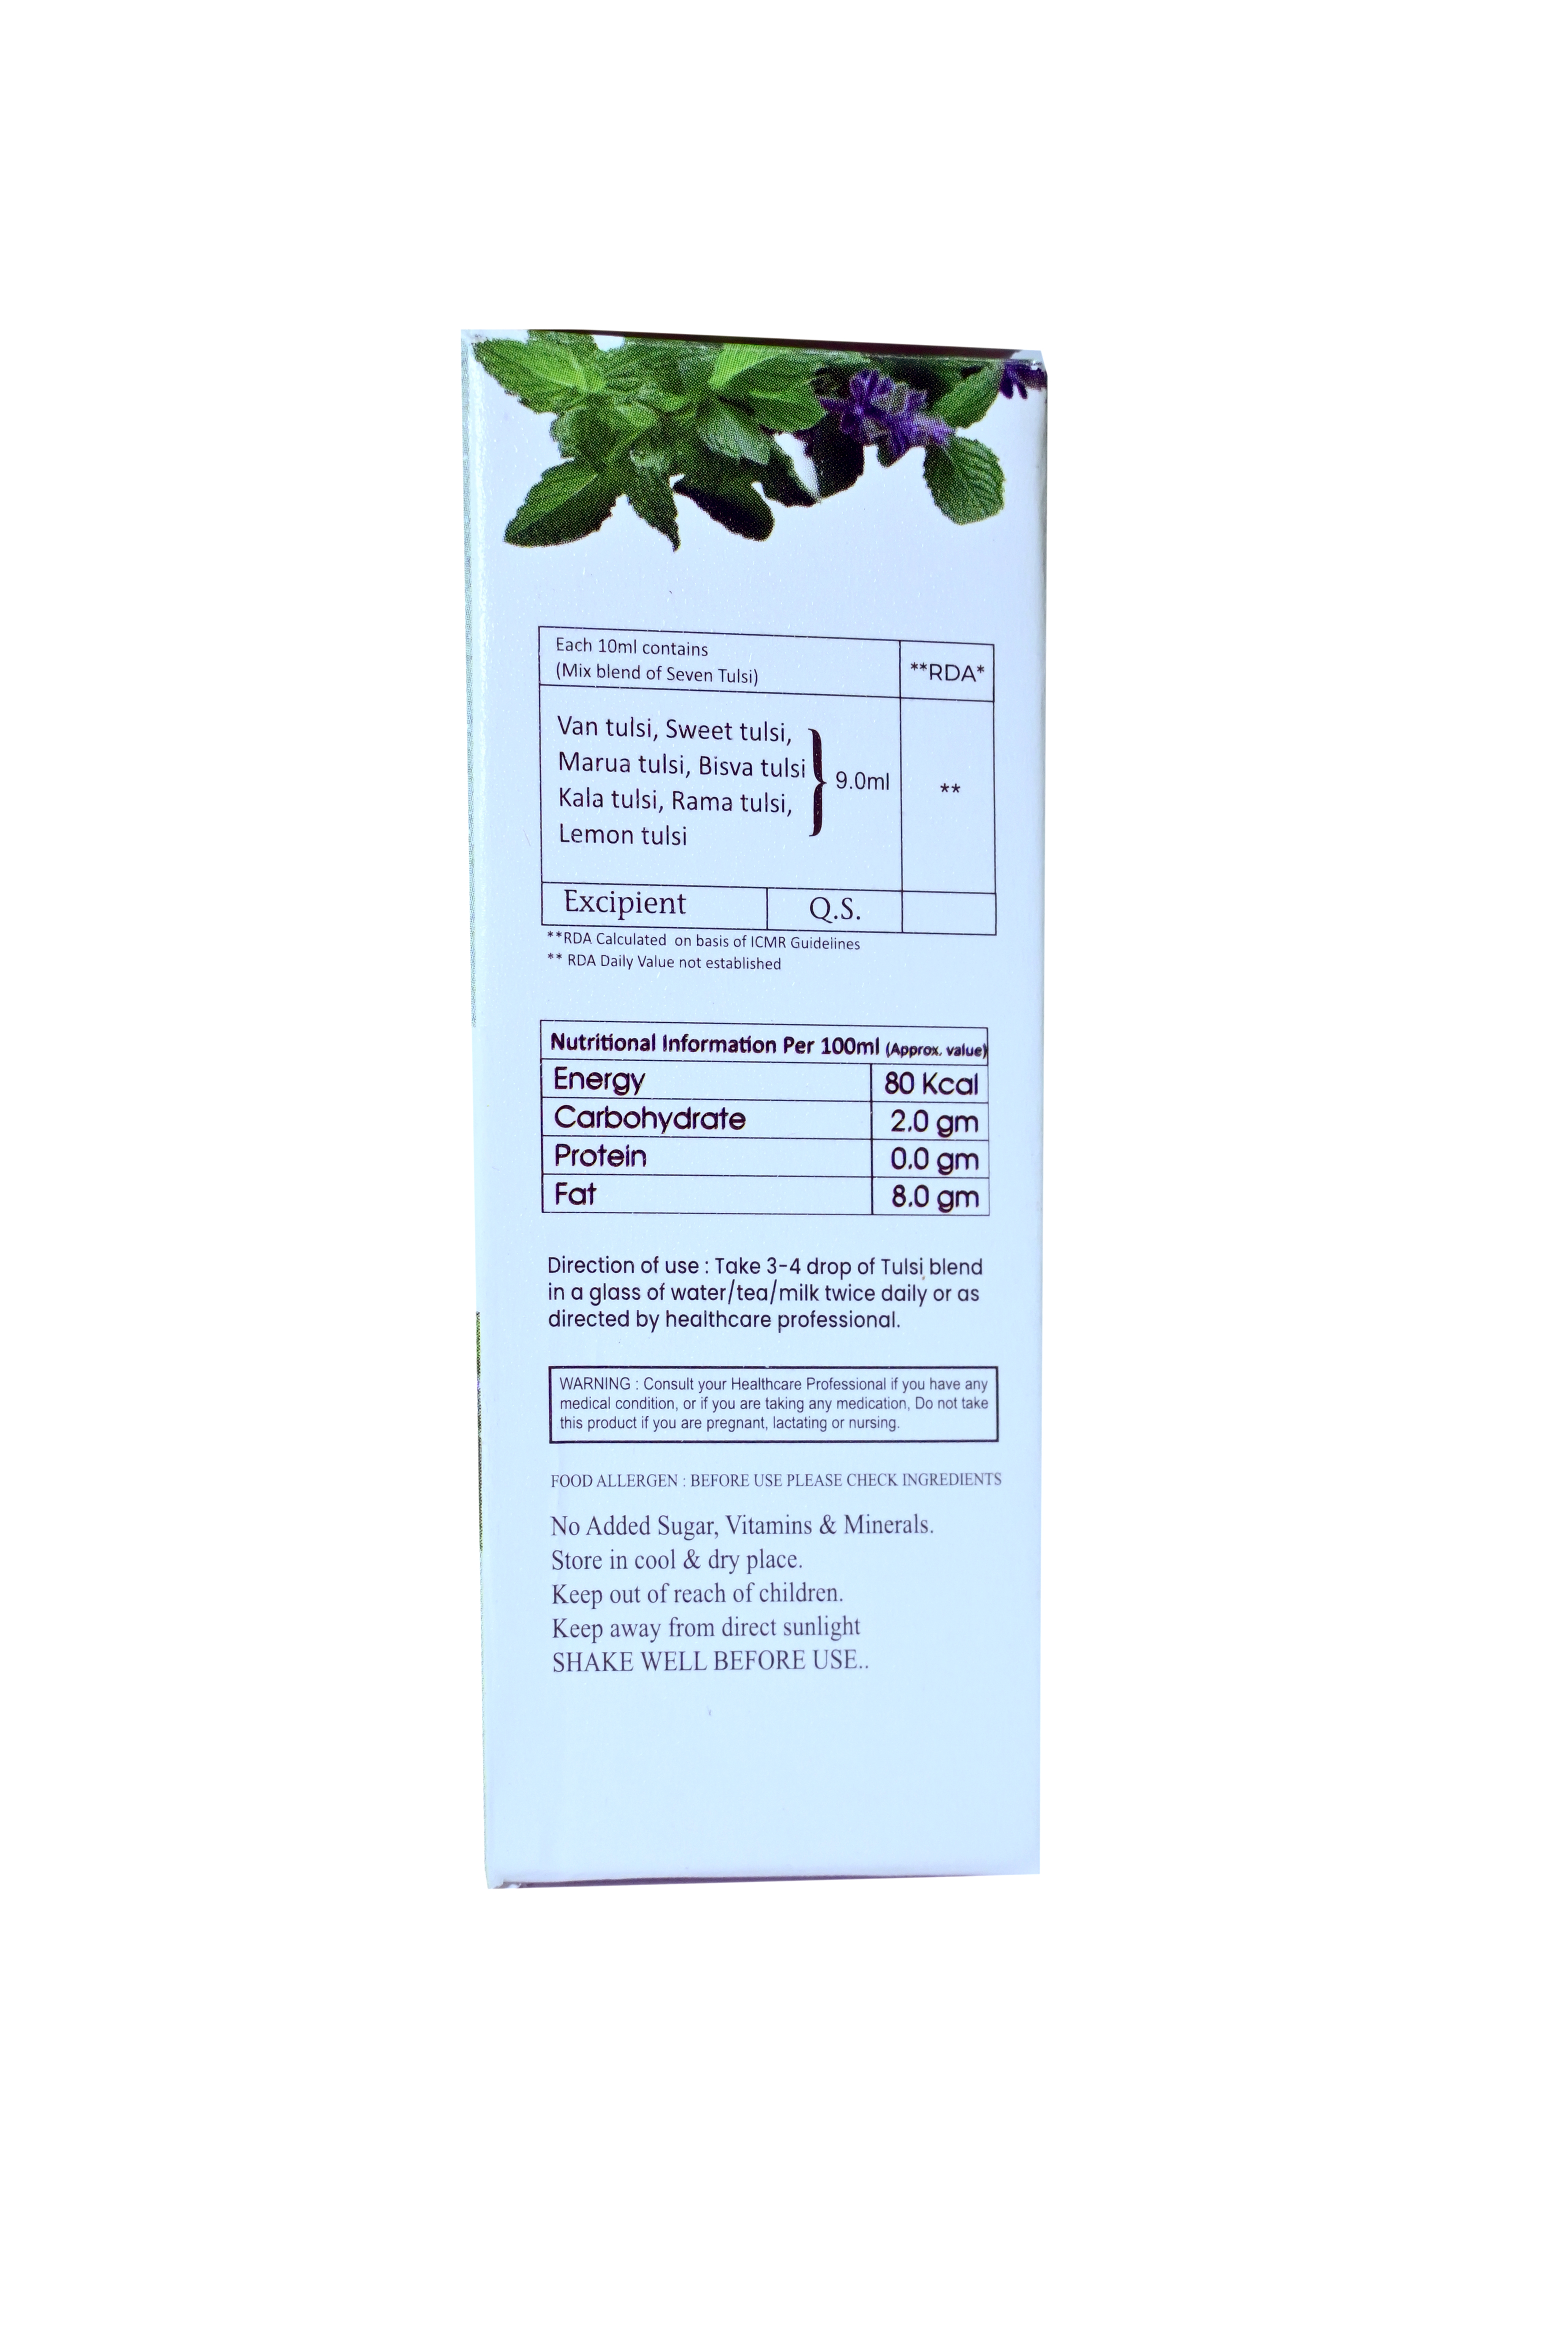 Each 10ml contains
(Mix blend of Seven Tulsi)
**RDA*
Van tulsi, Sweet tulsi,
Marua tulsi, Bisva tulsi
Kala tulsi, Rama tulsi,
Lemon tulsi
} 9.0ml
**
Excipient Q.S.
**RDA Calculated on basis of ICMR Guidelines
** RDA Daily Value not established
Nutritional Information Per 100ml (Approx. value)
Energy 80 Kcal
Carbohydrate 2.0 gm
Protein 0.0 gm
Fat 8.0 gm
Direction of use : Take 3-4 drop of Tulsi blend
in a glass of water/tea/milk twice daily or as
directed by healthcare professional.
WARNING : Consult your Healthcare Professional if you have any
medical condition, or if you are taking any medication, Do not take
this product if you are pregnant, lactating or nursing.
FOOD ALLERGEN : BEFORE USE PLEASE CHECK INGREDIENTS
No Added Sugar, Vitamins & Minerals.
Store in cool & dry place.
Keep out of reach of children.
Keep away from direct sunlight
SHAKE WELL BEFORE USE..